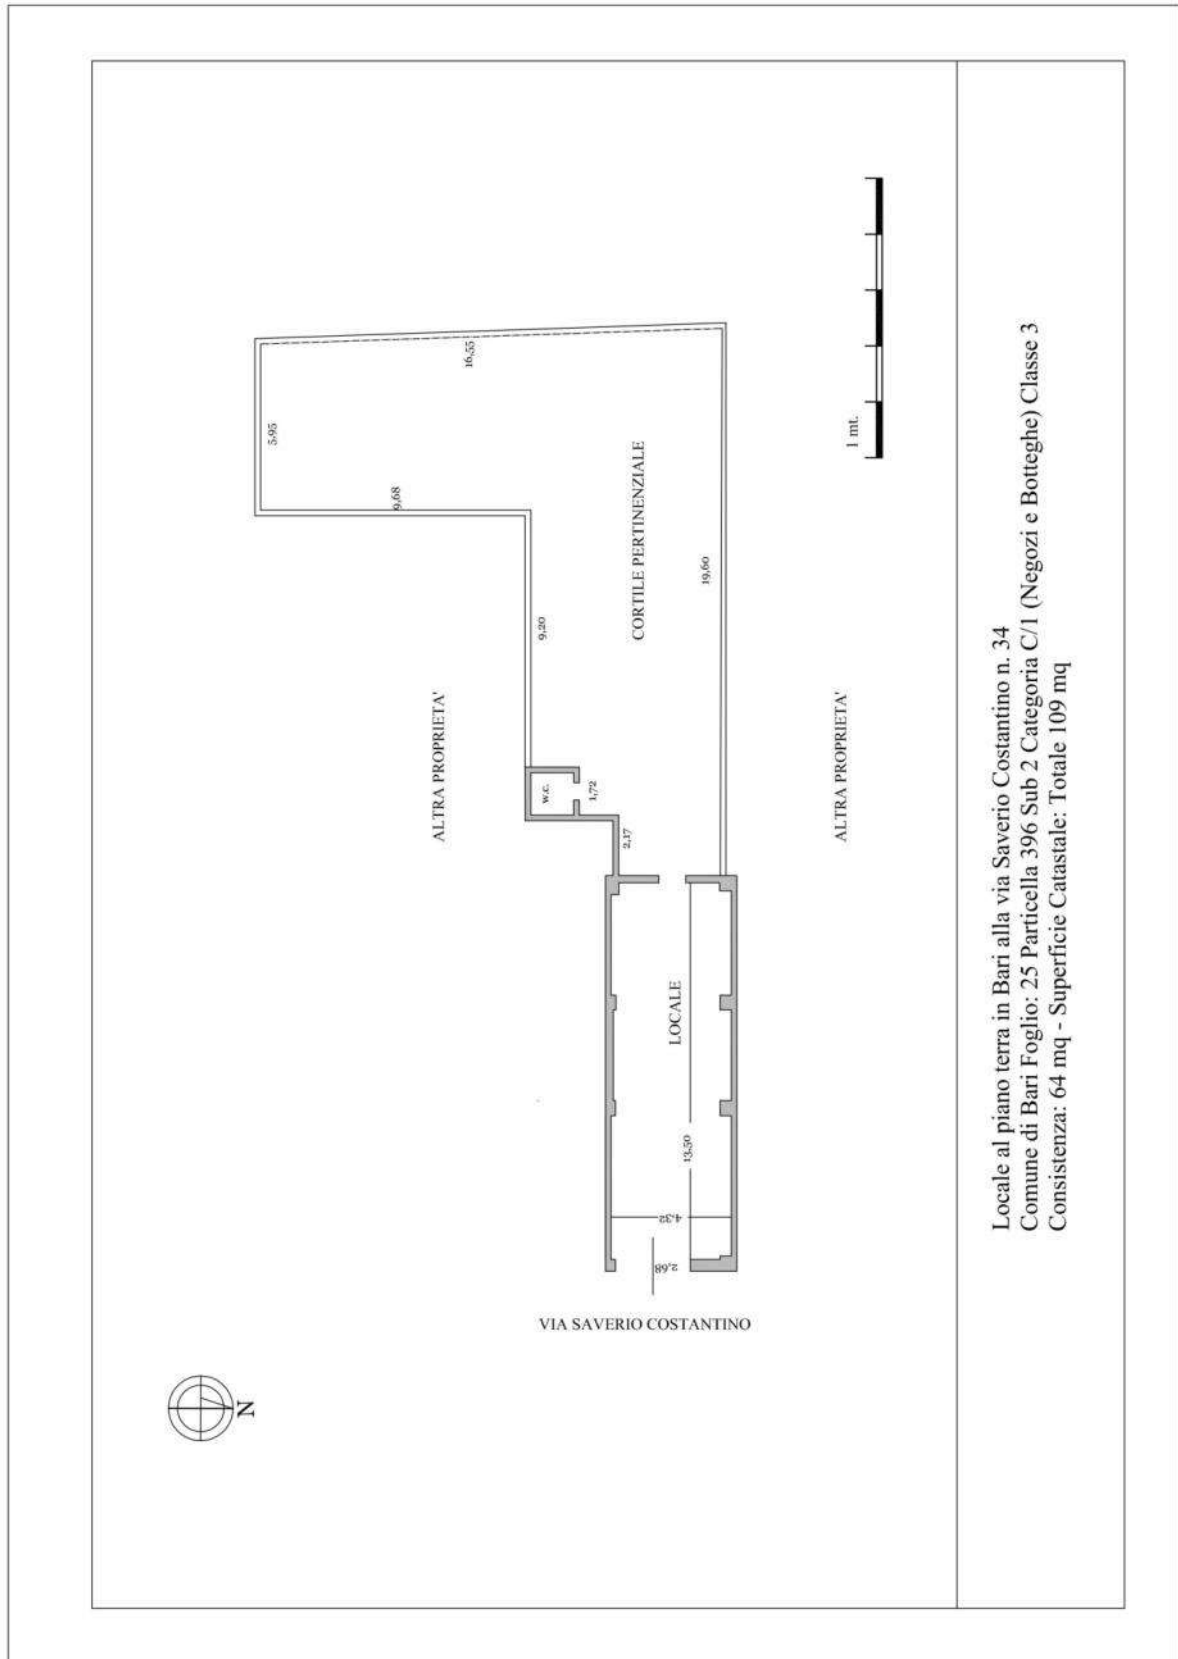 5,95
16,55
9,68
CORTILE PERTINENZIALE
9,20
19,60
ALTRA PROPRIETA'
w.c.
1,72
2,17
ALTRA PROPRIETA'
1 mt.
LOCALE
13,50
4,32
2,68
VIA SAVERIO COSTANTINO
N
Locale al piano terra in Bari alla via Saverio Costantino n. 34
Comune di Bari Foglio: 25 Particella 396 Sub 2 Categoria C/1 (Negozi e Botteghe) Classe 3
Consistenza: 64 mq - Superficie Catastale: Totale 109 mq